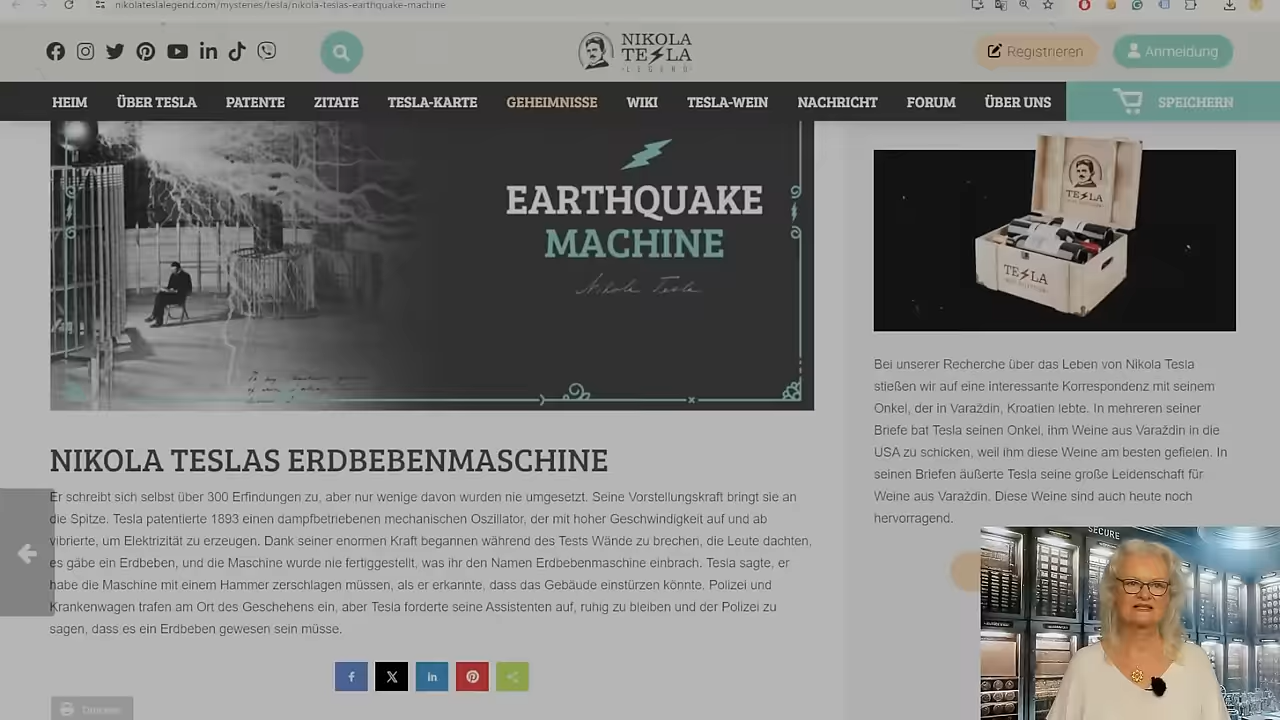 nikolateslalegend.com/mysteries/tesla/nikola-teslas-earthquake-machine
NIKOLA
TESLA
LEGEND
Registrieren
Anmeldung
HEIM ÜBER TESLA PATENTE ZITATE TESLA-KARTE GEHEIMNISSE WIKI TESLA-WEIN NACHRICHT FORUM ÜBER UNS SPEICHERN
EARTHQUAKE
MACHINE
Nikola Tesla
TESLA
TESLA
NIKOLA TESLAS ERDBEBENMASCHINE
Er schreibt sich selbst über 300 Erfindungen zu, aber nur wenige davon wurden nie umgesetzt. Seine Vorstellungskraft bringt sie an
die Spitze. Tesla patentierte 1893 einen dampfbetriebenen mechanischen Oszillator, der mit hoher Geschwindigkeit auf und ab
vibrierte, um Elektrizität zu erzeugen. Dank seiner enormen Kraft begannen während des Tests Wände zu brechen, die Leute dachten,
es gäbe ein Erdbeben, und die Maschine wurde nie fertiggestellt, was ihr den Namen Erdbebenmaschine einbrach. Tesla sagte, er
habe die Maschine mit einem Hammer zerschlagen müssen, als er erkannte, dass das Gebäude einstürzen könnte. Polizei und
Krankenwagen trafen am Ort des Geschehens ein, aber Tesla forderte seine Assistenten auf, ruhig zu bleiben und der Polizei zu
sagen, dass es ein Erdbeben gewesen sein müsse.
Bei unserer Recherche über das Leben von Nikola Tesla
stießen wir auf eine interessante Korrespondenz mit seinem
Onkel, der in Varaždin, Kroatien lebte. In mehreren seiner
Briefe bat Tesla seinen Onkel, ihm Weine aus Varaždin in die
USA zu schicken, weil ihm diese Weine am besten gefielen. In
seinen Briefen äußerte Tesla seine große Leidenschaft für
Weine aus Varaždin. Diese Weine sind auch heute noch
hervorragend.
SECURE